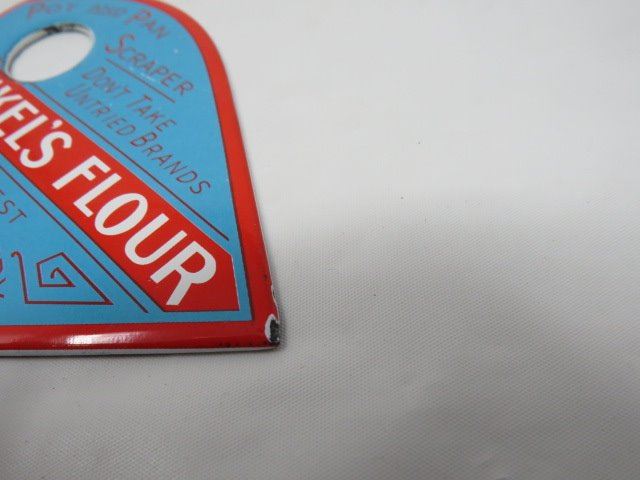 POT AND PAN
SCRAPER
DON'T TAKE
UNTRIED BRANDS
KEL'S FLOUR
EST